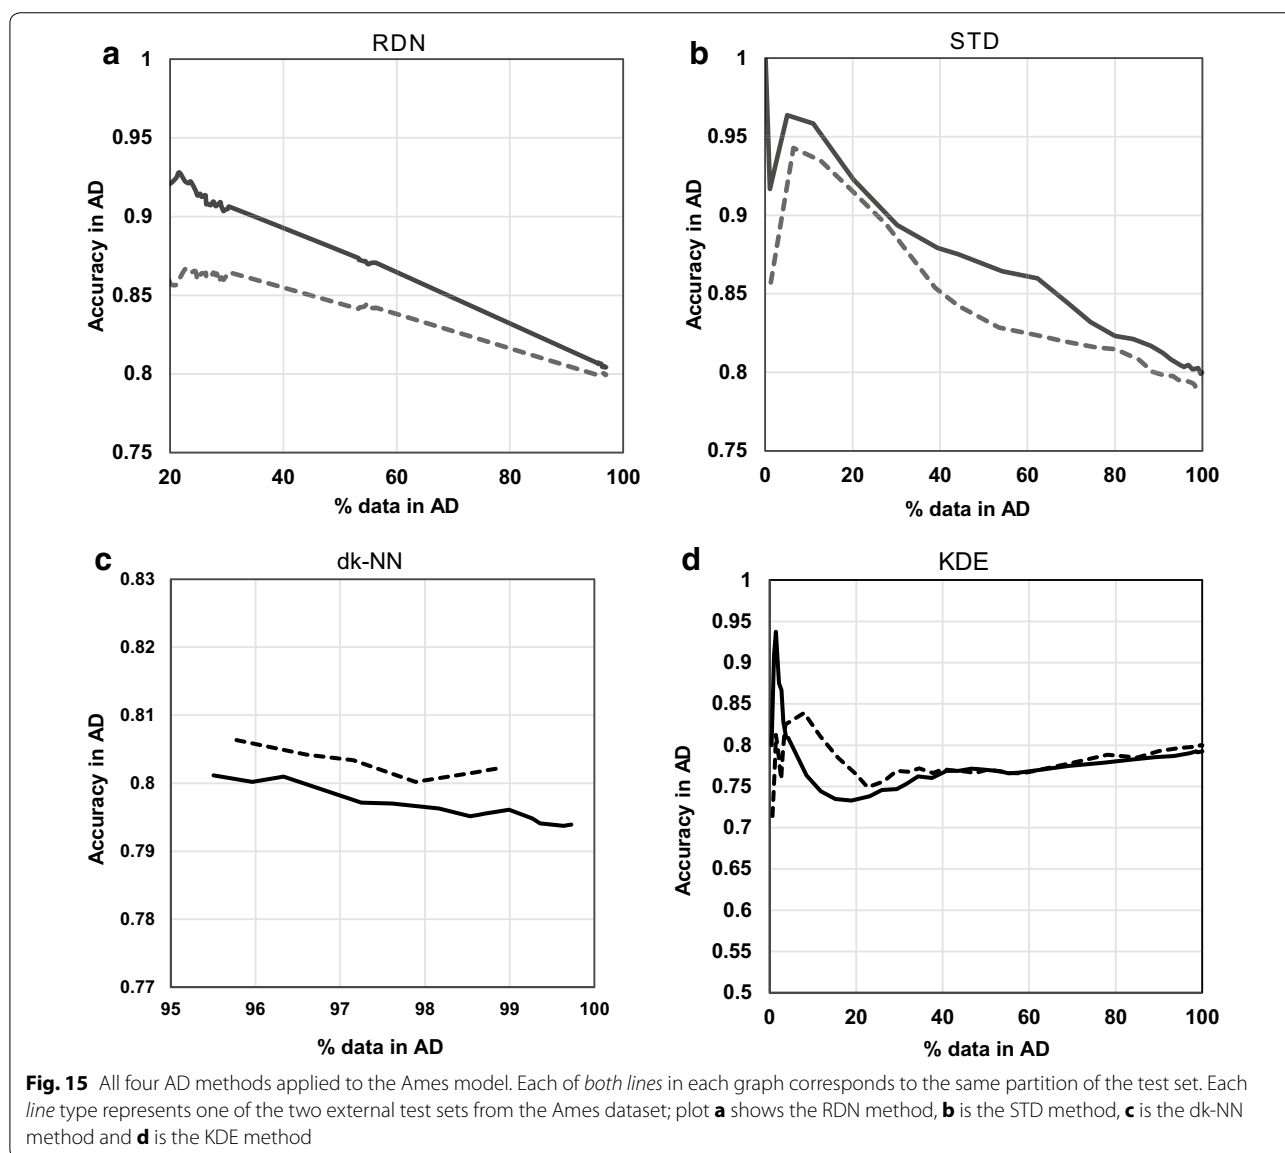 a
RDN
1
0.95
0.9
0.85
0.8
0.75
Accuracy in AD
20 40 60 80 100
% data in AD
b
STD
1
0.95
0.9
0.85
0.8
0.75
Accuracy in AD
0 20 40 60 80 100
% data in AD
c
dk-NN
0.83
0.82
0.81
0.8
0.79
0.78
0.77
Accuracy in AD
95 96 97 98 99 100
% data in AD
d
KDE
1
0.95
0.9
0.85
0.8
0.75
0.7
0.65
0.6
0.55
0.5
Accuracy in AD
0 20 40 60 80 100
% data in AD
Fig. 15 All four AD methods applied to the Ames model. Each of both lines in each graph corresponds to the same partition of the test set. Each
line type represents one of the two external test sets from the Ames dataset; plot a shows the RDN method, b is the STD method, c is the dk-NN
method and d is the KDE method